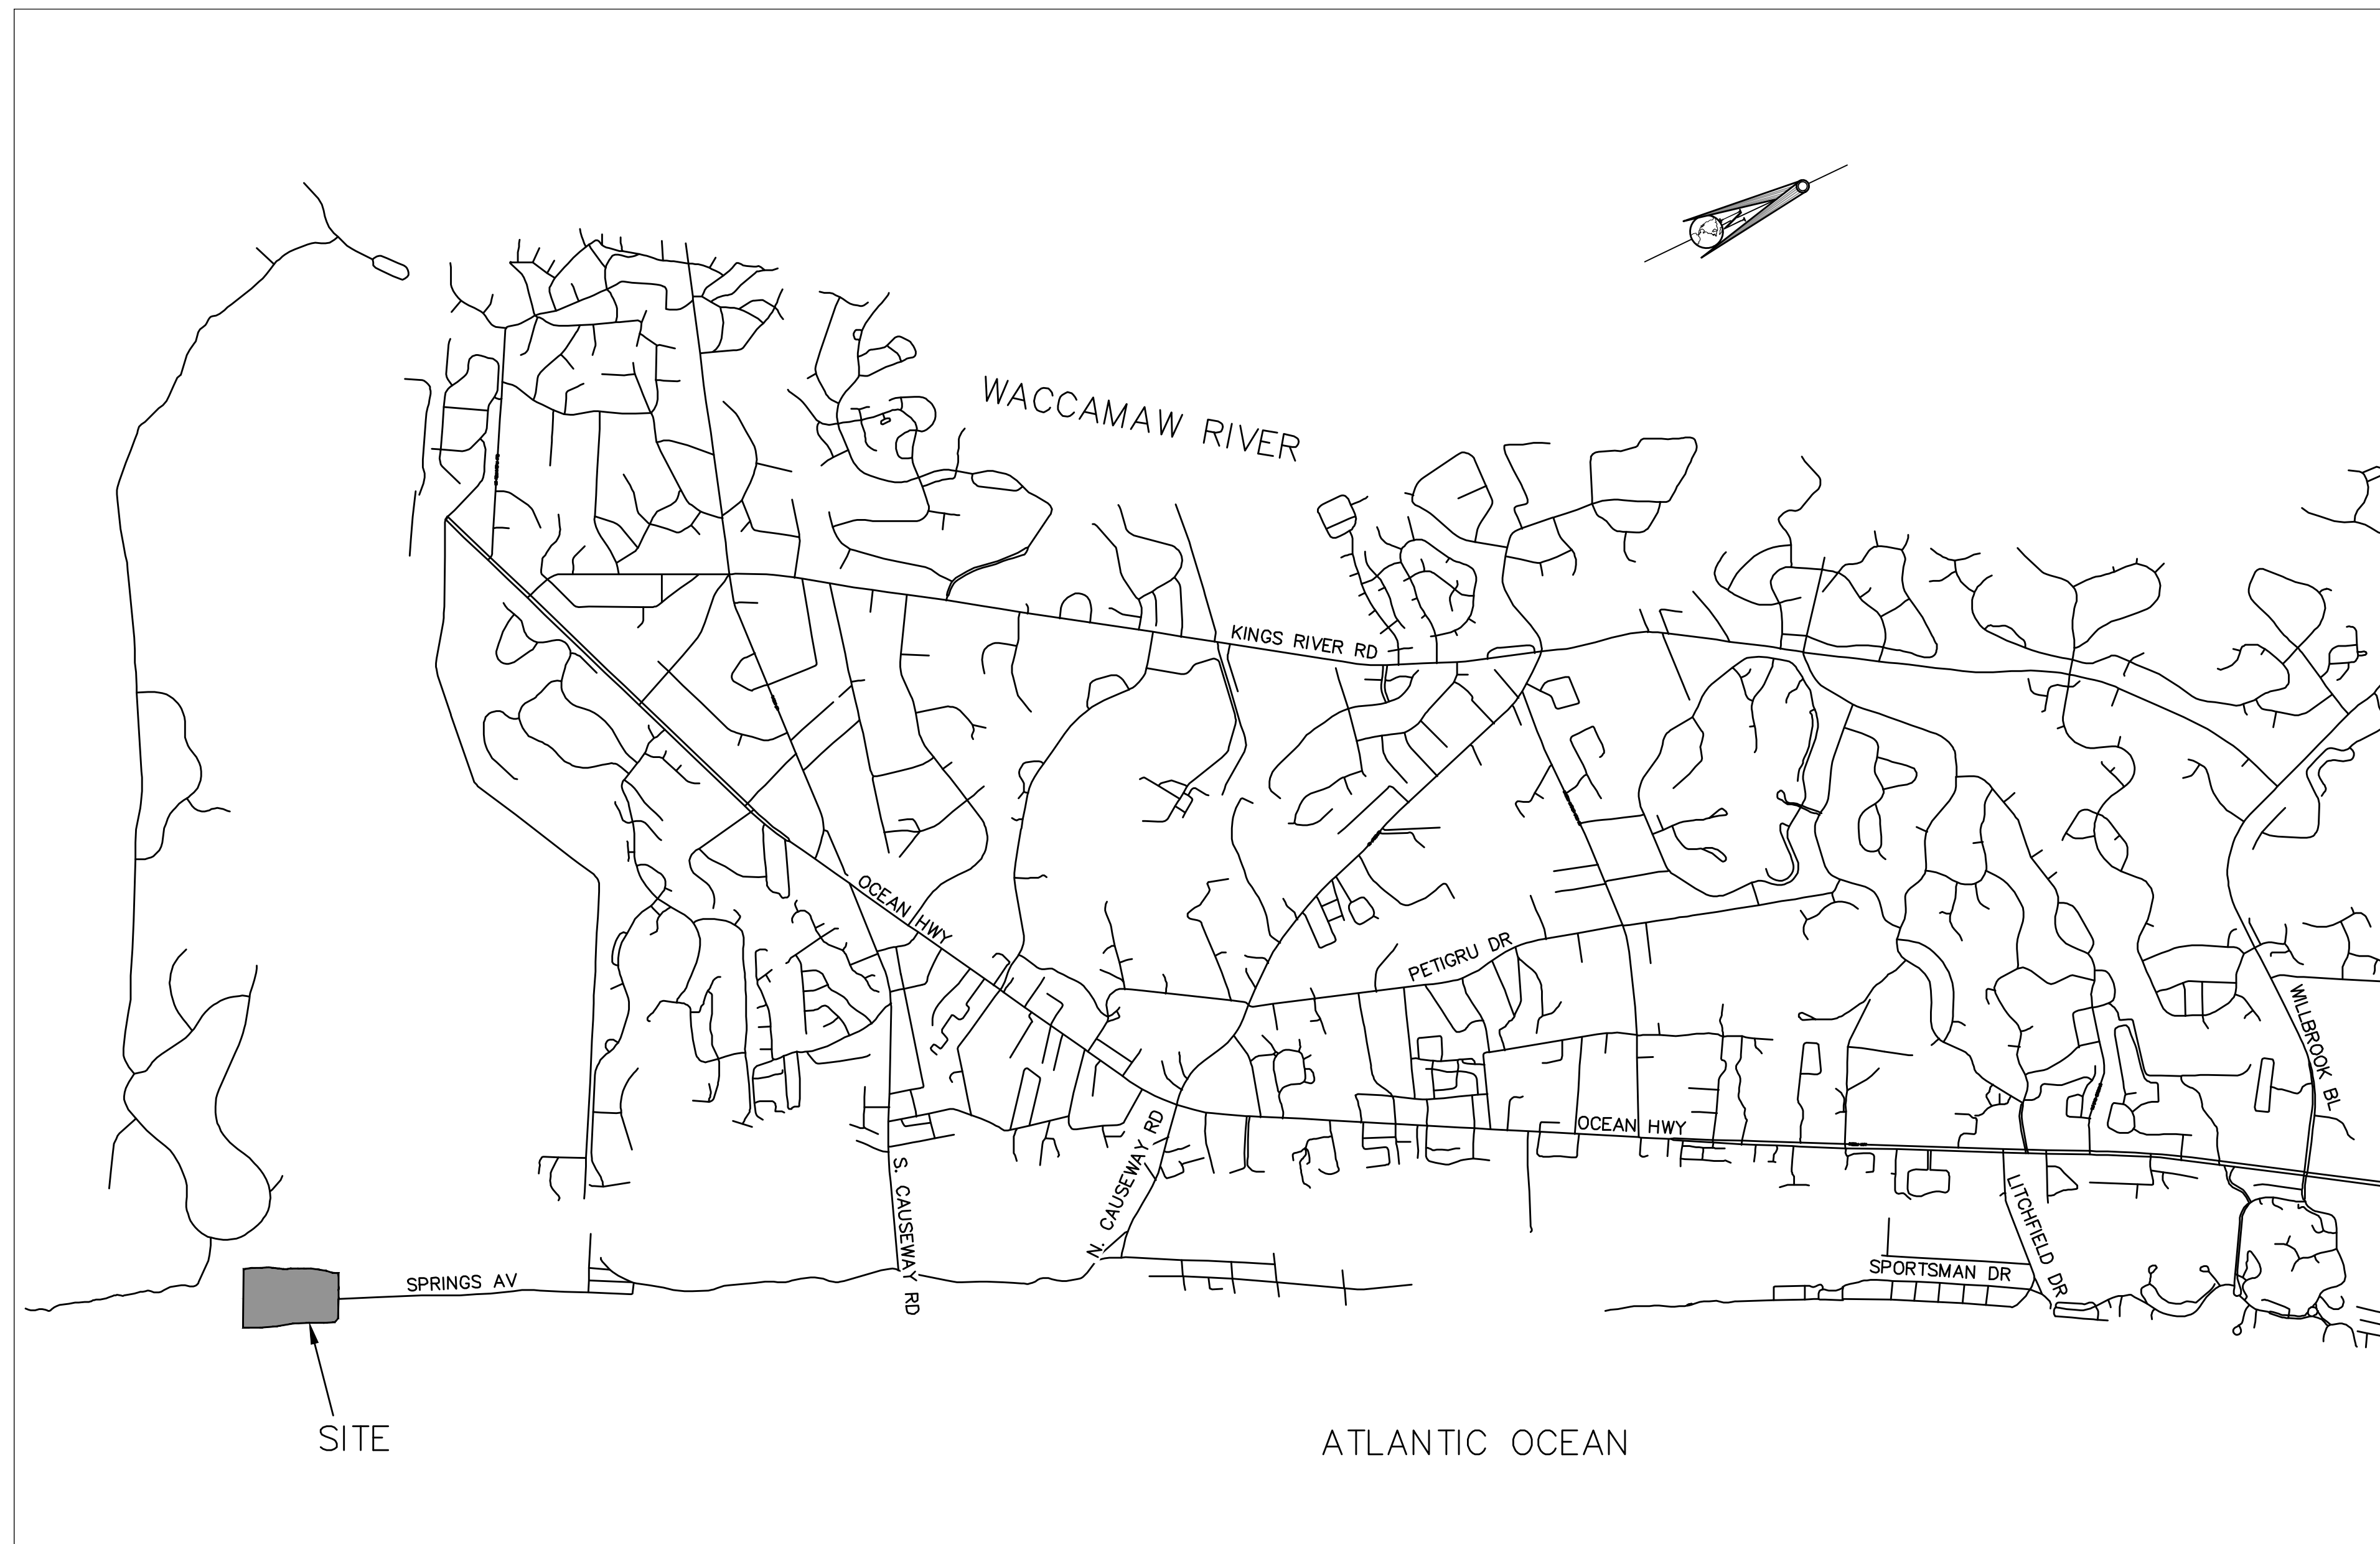 WACCAMAW RIVER
KINGS RIVER RD
OCEAN HWY
PETIGRU DR
WILLBROOK BL
OCEAN HWY
N. CAUSEWAY RD
S. CAUSEWAY RD
LITCHFIELD DR
SPORTSMAN DR
SPRINGS AV
SITE
ATLANTIC OCEAN